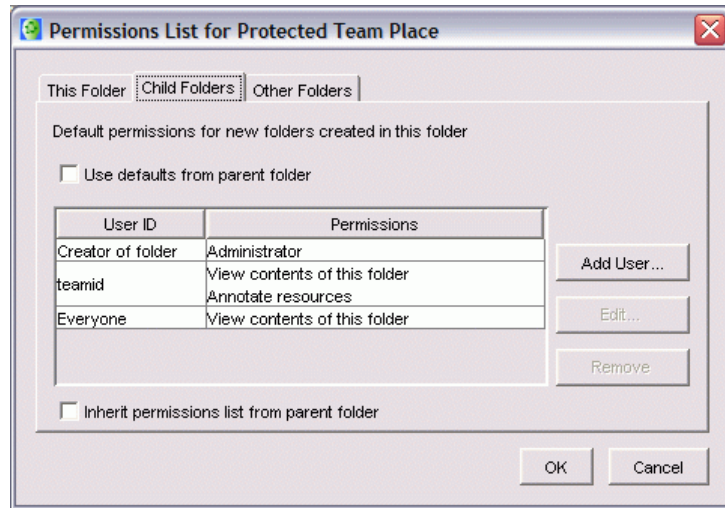 Permissions List for Protected Team Place
This Folder Child Folders Other Folders
Default permissions for new folders created in this folder
Use defaults from parent folder
User ID Permissions
Creator of folder Administrator
teamid View contents of this folder
Annotate resources
Everyone View contents of this folder
Add User...
Edit...
Remove
Inherit permissions list from parent folder
OK Cancel